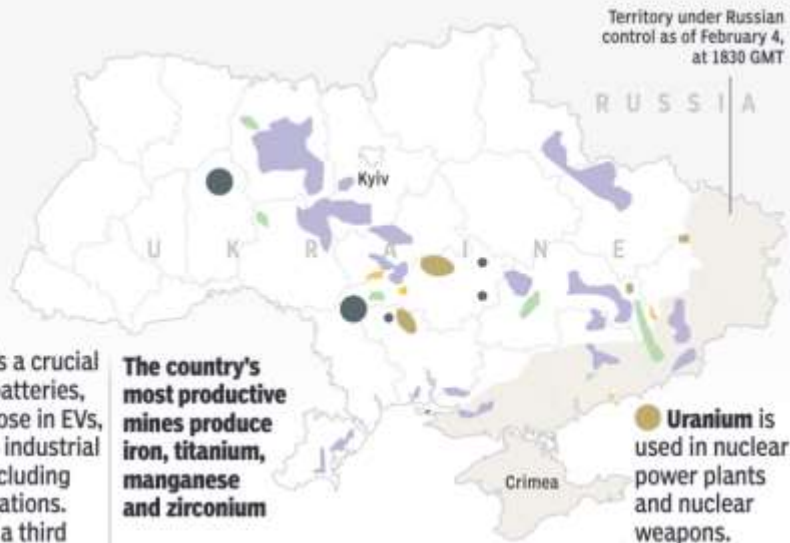 Territory under Russian
control as of February 4,
at 1830 GMT
RUSSIA
Kyiv
UKRAINE
s a crucial
batteries,
ose in EVs,
industrial
cluding
ations.
a third
The country's
most productive
mines produce
iron, titanium,
manganese
and zirconium
Crimea
Uranium is
used in nuclear
power plants
and nuclear
weapons.